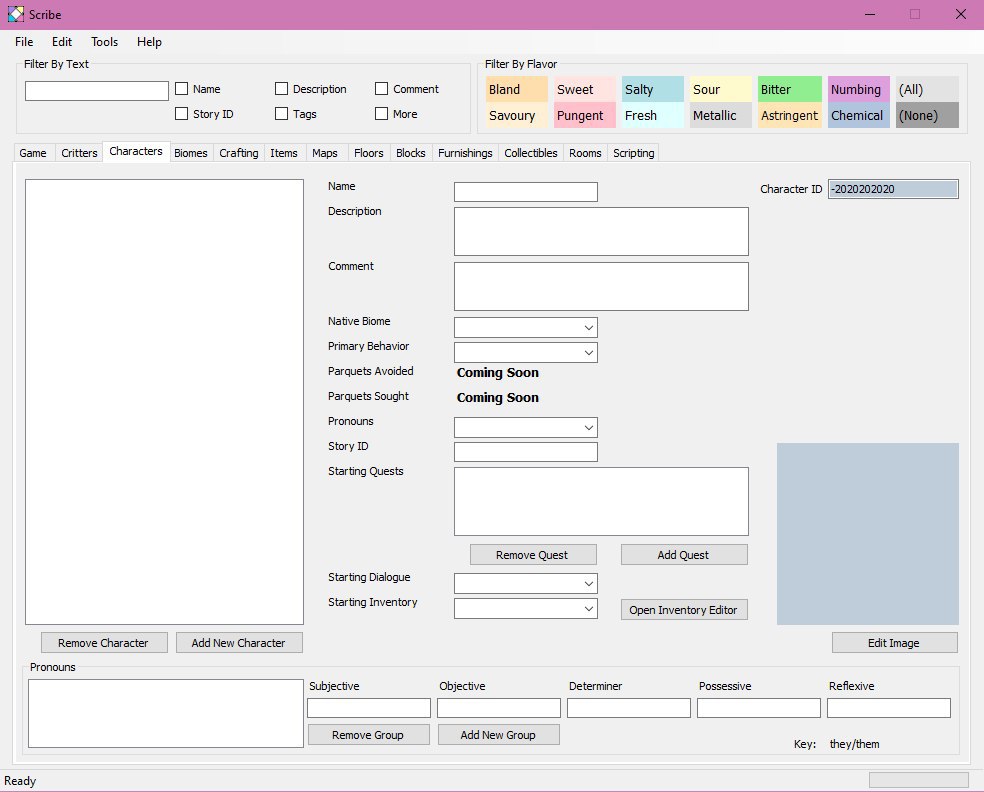 Scribe
File Edit Tools Help
Filter By Text
Name Description Comment
Story ID Tags More
Filter By Flavor
Bland Sweet Salty Sour Bitter Numbing (All)
Savoury Pungent Fresh Metallic Astringent Chemical (None)
Game Critters Characters Biomes Crafting Items Maps Floors Blocks Furnishings Collectibles Rooms Scripting
Name
Character ID -2020202020
Description
Comment
Native Biome
Primary Behavior
Parquets Avoided Coming Soon
Parquets Sought Coming Soon
Pronouns
Story ID
Starting Quests
Remove Quest Add Quest
Starting Dialogue
Starting Inventory Open Inventory Editor
Remove Character Add New Character Edit Image
Pronouns
Subjective Objective Determiner Possessive Reflexive
Remove Group Add New Group
Key: they/them
Ready